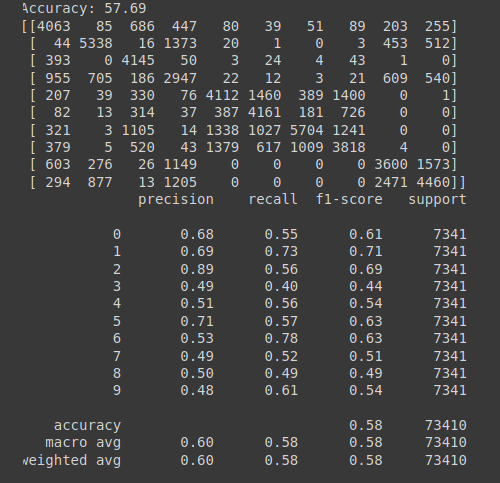 Accuracy: 57.69
[[4063 85 686 447 80 39 51 89 203 255]
[ 44 5338 16 1373 20 1 0 3 453 512]
[ 393 0 4145 50 3 24 4 43 1 0]
[ 955 705 186 2947 22 12 3 21 609 540]
[ 207 39 330 76 4112 1460 389 1400 0 1]
[ 82 13 314 37 387 4161 181 726 0 0]
[ 321 3 1105 14 1338 1027 5704 1241 0 0]
[ 379 5 520 43 1379 617 1009 3818 4 0]
[ 603 276 26 1149 0 0 0 0 3600 1573]
[ 294 877 13 1205 0 0 0 0 2471 4460]]
precision recall f1-score support
0 0.68 0.55 0.61 7341
1 0.69 0.73 0.71 7341
2 0.89 0.56 0.69 7341
3 0.49 0.40 0.44 7341
4 0.51 0.56 0.54 7341
5 0.71 0.57 0.63 7341
6 0.53 0.78 0.63 7341
7 0.49 0.52 0.51 7341
8 0.50 0.49 0.49 7341
9 0.48 0.61 0.54 7341
accuracy 0.58 73410
macro avg 0.60 0.58 0.58 73410
weighted avg 0.60 0.58 0.58 73410